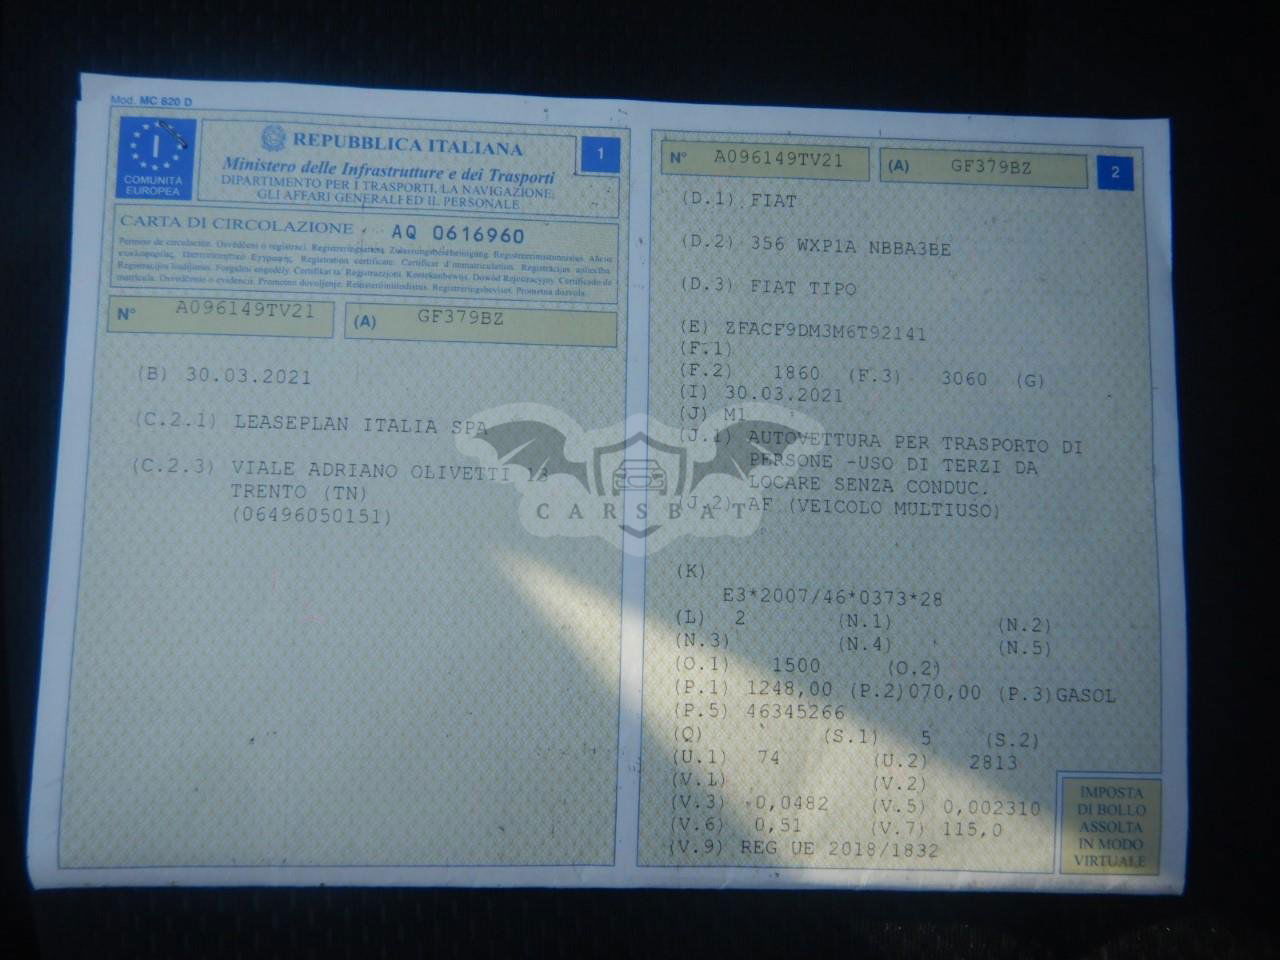 Mod. MC 820 D
I
COMUNITÀ
EUROPEA
REPUBBLICA ITALIANA
Ministero delle Infrastrutture e dei Trasporti
DIPARTIMENTO PER I TRASPORTI, LA NAVIGAZIONE,
GLI AFFARI GENERALI ED IL PERSONALE
1
CARTA DI CIRCOLAZIONE AQ 0616960
N° A096149TV21 (A) GF379BZ
(B) 30.03.2021
(C.2.1) LEASEPLAN ITALIA SPA
(C.2.3) VIALE ADRIANO OLIVETTI 13
TRENTO (TN)
(06496050151)
N° A096149TV21 (A) GF379BZ
2
(D.1) FIAT
(D.2) 356 WXP1A NBBA3BE
(D.3) FIAT TIPO
(E) ZFACF9DM3M6T92141
(F.1)
(F.2) 1860 (F.3) 3060 (G)
(I) 30.03.2021
(J) M1
(J.1) AUTOVETTURA PER TRASPORTO DI
PERSONE -USO DI TERZI DA
LOCARE SENZA CONDUC.
(J.2) AF (VEICOLO MULTIUSO)
(K)
E3*2007/46*0373*28
(L) 2 (N.1) (N.2)
(N.3) (N.4) (N.5)
(O.1) 1500 (O.2)
(P.1) 1248,00 (P.2)070,00 (P.3)GASOL
(P.5) 46345266
(Q) (S.1) 5 (S.2)
(U.1) 74 (U.2) 2813
(V.1) (V.2)
(V.3) 0,0482 (V.5) 0,002310
(V.6) 0,51 (V.7) 115,0
(V.9) REG UE 2018/1832
IMPOSTA
DI BOLLO
ASSOLTA
IN MODO
VIRTUALE
CARSBAT